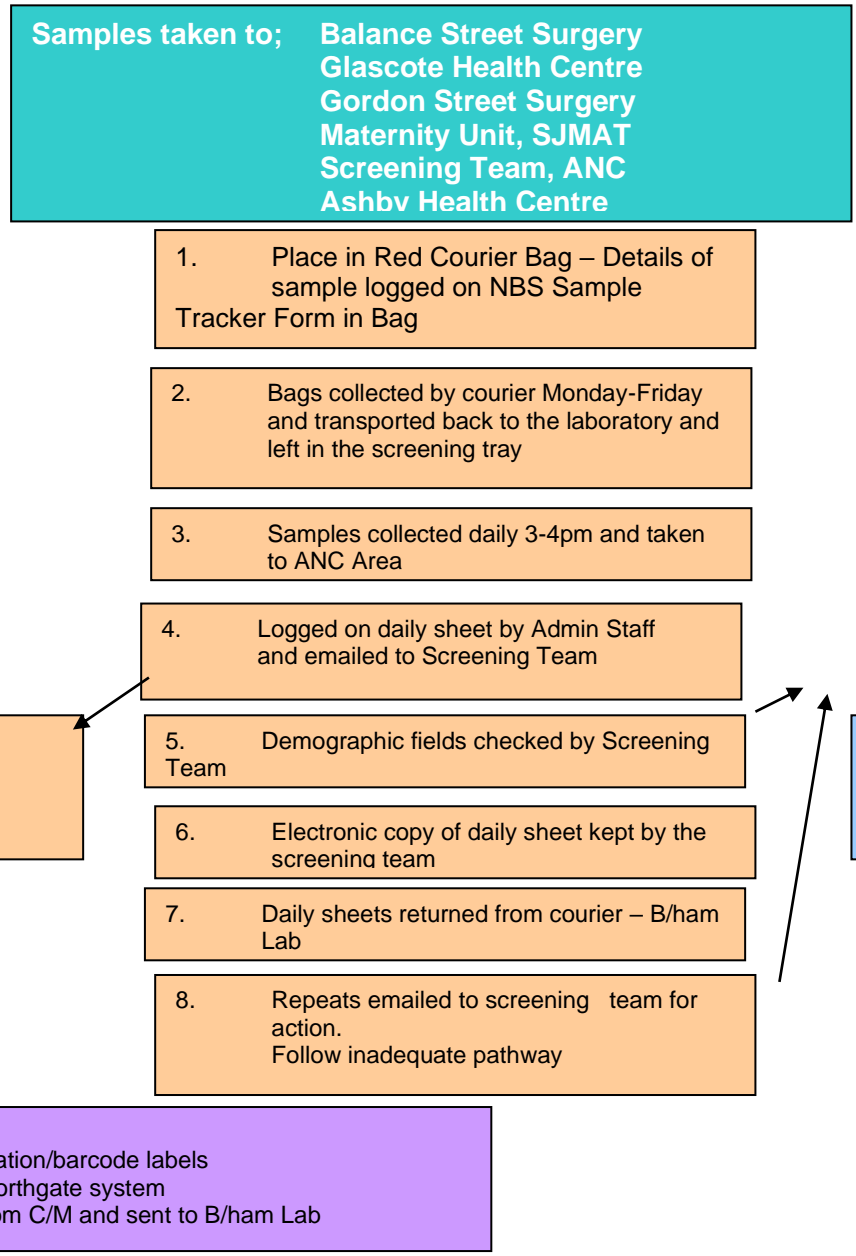 Samples taken to; Balance Street Surgery
Glascote Health Centre
Gordon Street Surgery
Maternity Unit, SJMAT
Screening Team, ANC
Ashby Health Centre
1. Place in Red Courier Bag – Details of
sample logged on NBS Sample
Tracker Form in Bag
2. Bags collected by courier Monday-Friday
and transported back to the laboratory and
left in the screening tray
3. Samples collected daily 3-4pm and taken
to ANC Area
4. Logged on daily sheet by Admin Staff
and emailed to Screening Team
5. Demographic fields checked by Screening
Team
6. Electronic copy of daily sheet kept by the
screening team
7. Daily sheets returned from courier – B/ham
Lab
8. Repeats emailed to screening team for
action.
Follow inadequate pathway
/barcode labels
system
C/M and sent to B/ham Lab